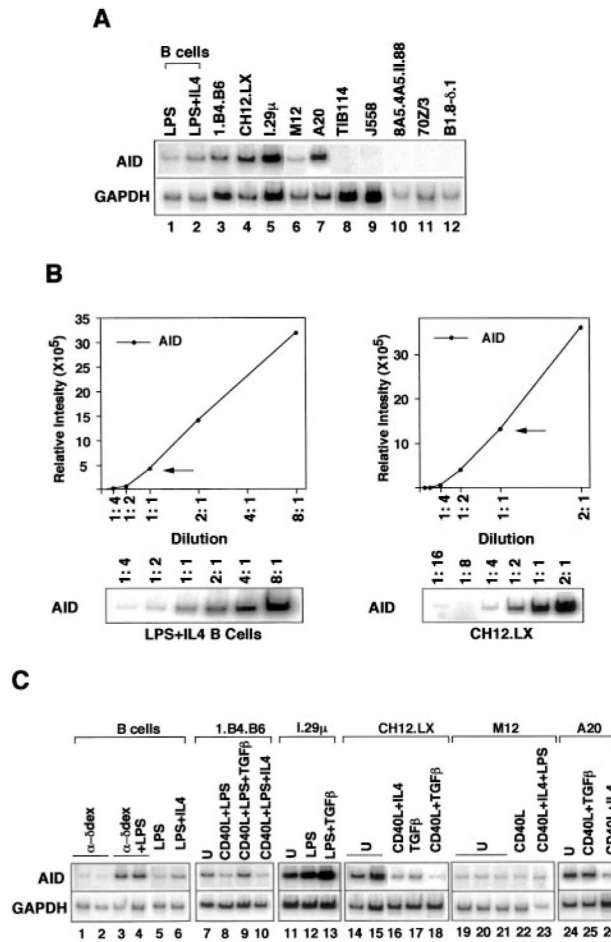 A
B cells
LPS
LPS+IL4
1.B4.B6
CH12.LX
I.29μ
M12
A20
TIB114
J558
8A5.4A5.II.88
70Z/3
B1.8-δ.1
AID
GAPDH
1 2 3 4 5 6 7 8 9 10 11 12
B
35
30
25
20
15
10
5
Relative Intesity (X10⁵)
AID
1: 4
1: 2
1: 1
2: 1
4: 1
8: 1
Dilution
1: 4
1: 2
1: 1
2: 1
4: 1
8: 1
AID
LPS+IL4 B Cells
30
20
10
Relative Intesity (X10⁵)
AID
1: 4
1: 2
1: 1
2: 1
Dilution
1: 16
1: 8
1: 4
1: 2
1: 1
2: 1
AID
CH12.LX
C
B cells
1.B4.B6
I.29μ
CH12.LX
M12
A20
α-δdex
α-δdex
+LPS
LPS
LPS+IL4
U
CD40L+LPS
CD40L+LPS+TGFβ
CD40L+LPS+IL4
U
LPS
LPS+TGFβ
U
CD40L+IL4
TGFβ
CD40L+TGFβ
U
CD40L
CD40L+IL4+LPS
U
CD40L+TGFβ
AID
GAPDH
1 2 3 4 5 6 7 8 9 10 11 12 13 14 15 16 17 18 19 20 21 22 23 24 25